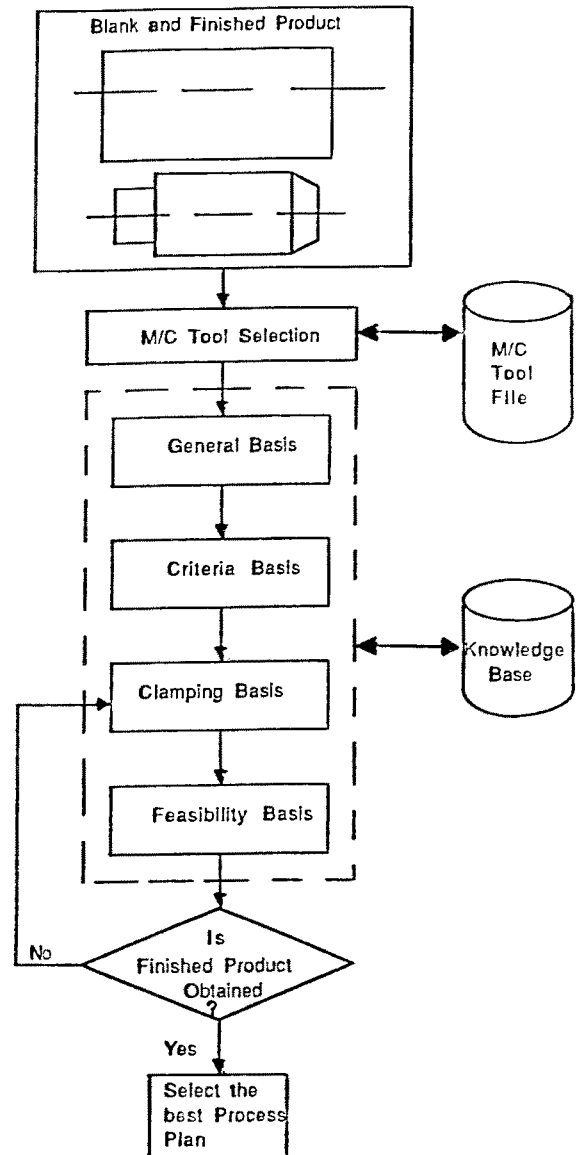 Blank and Finished Product
M/C Tool Selection
M/C
Tool
File
General Basis
Criteria Basis
Clamping Basis
Knowledge
Base
Feasibility Basis
No
Is
Finished Product
Obtained
?
Yes
Select the
best Process
Plan